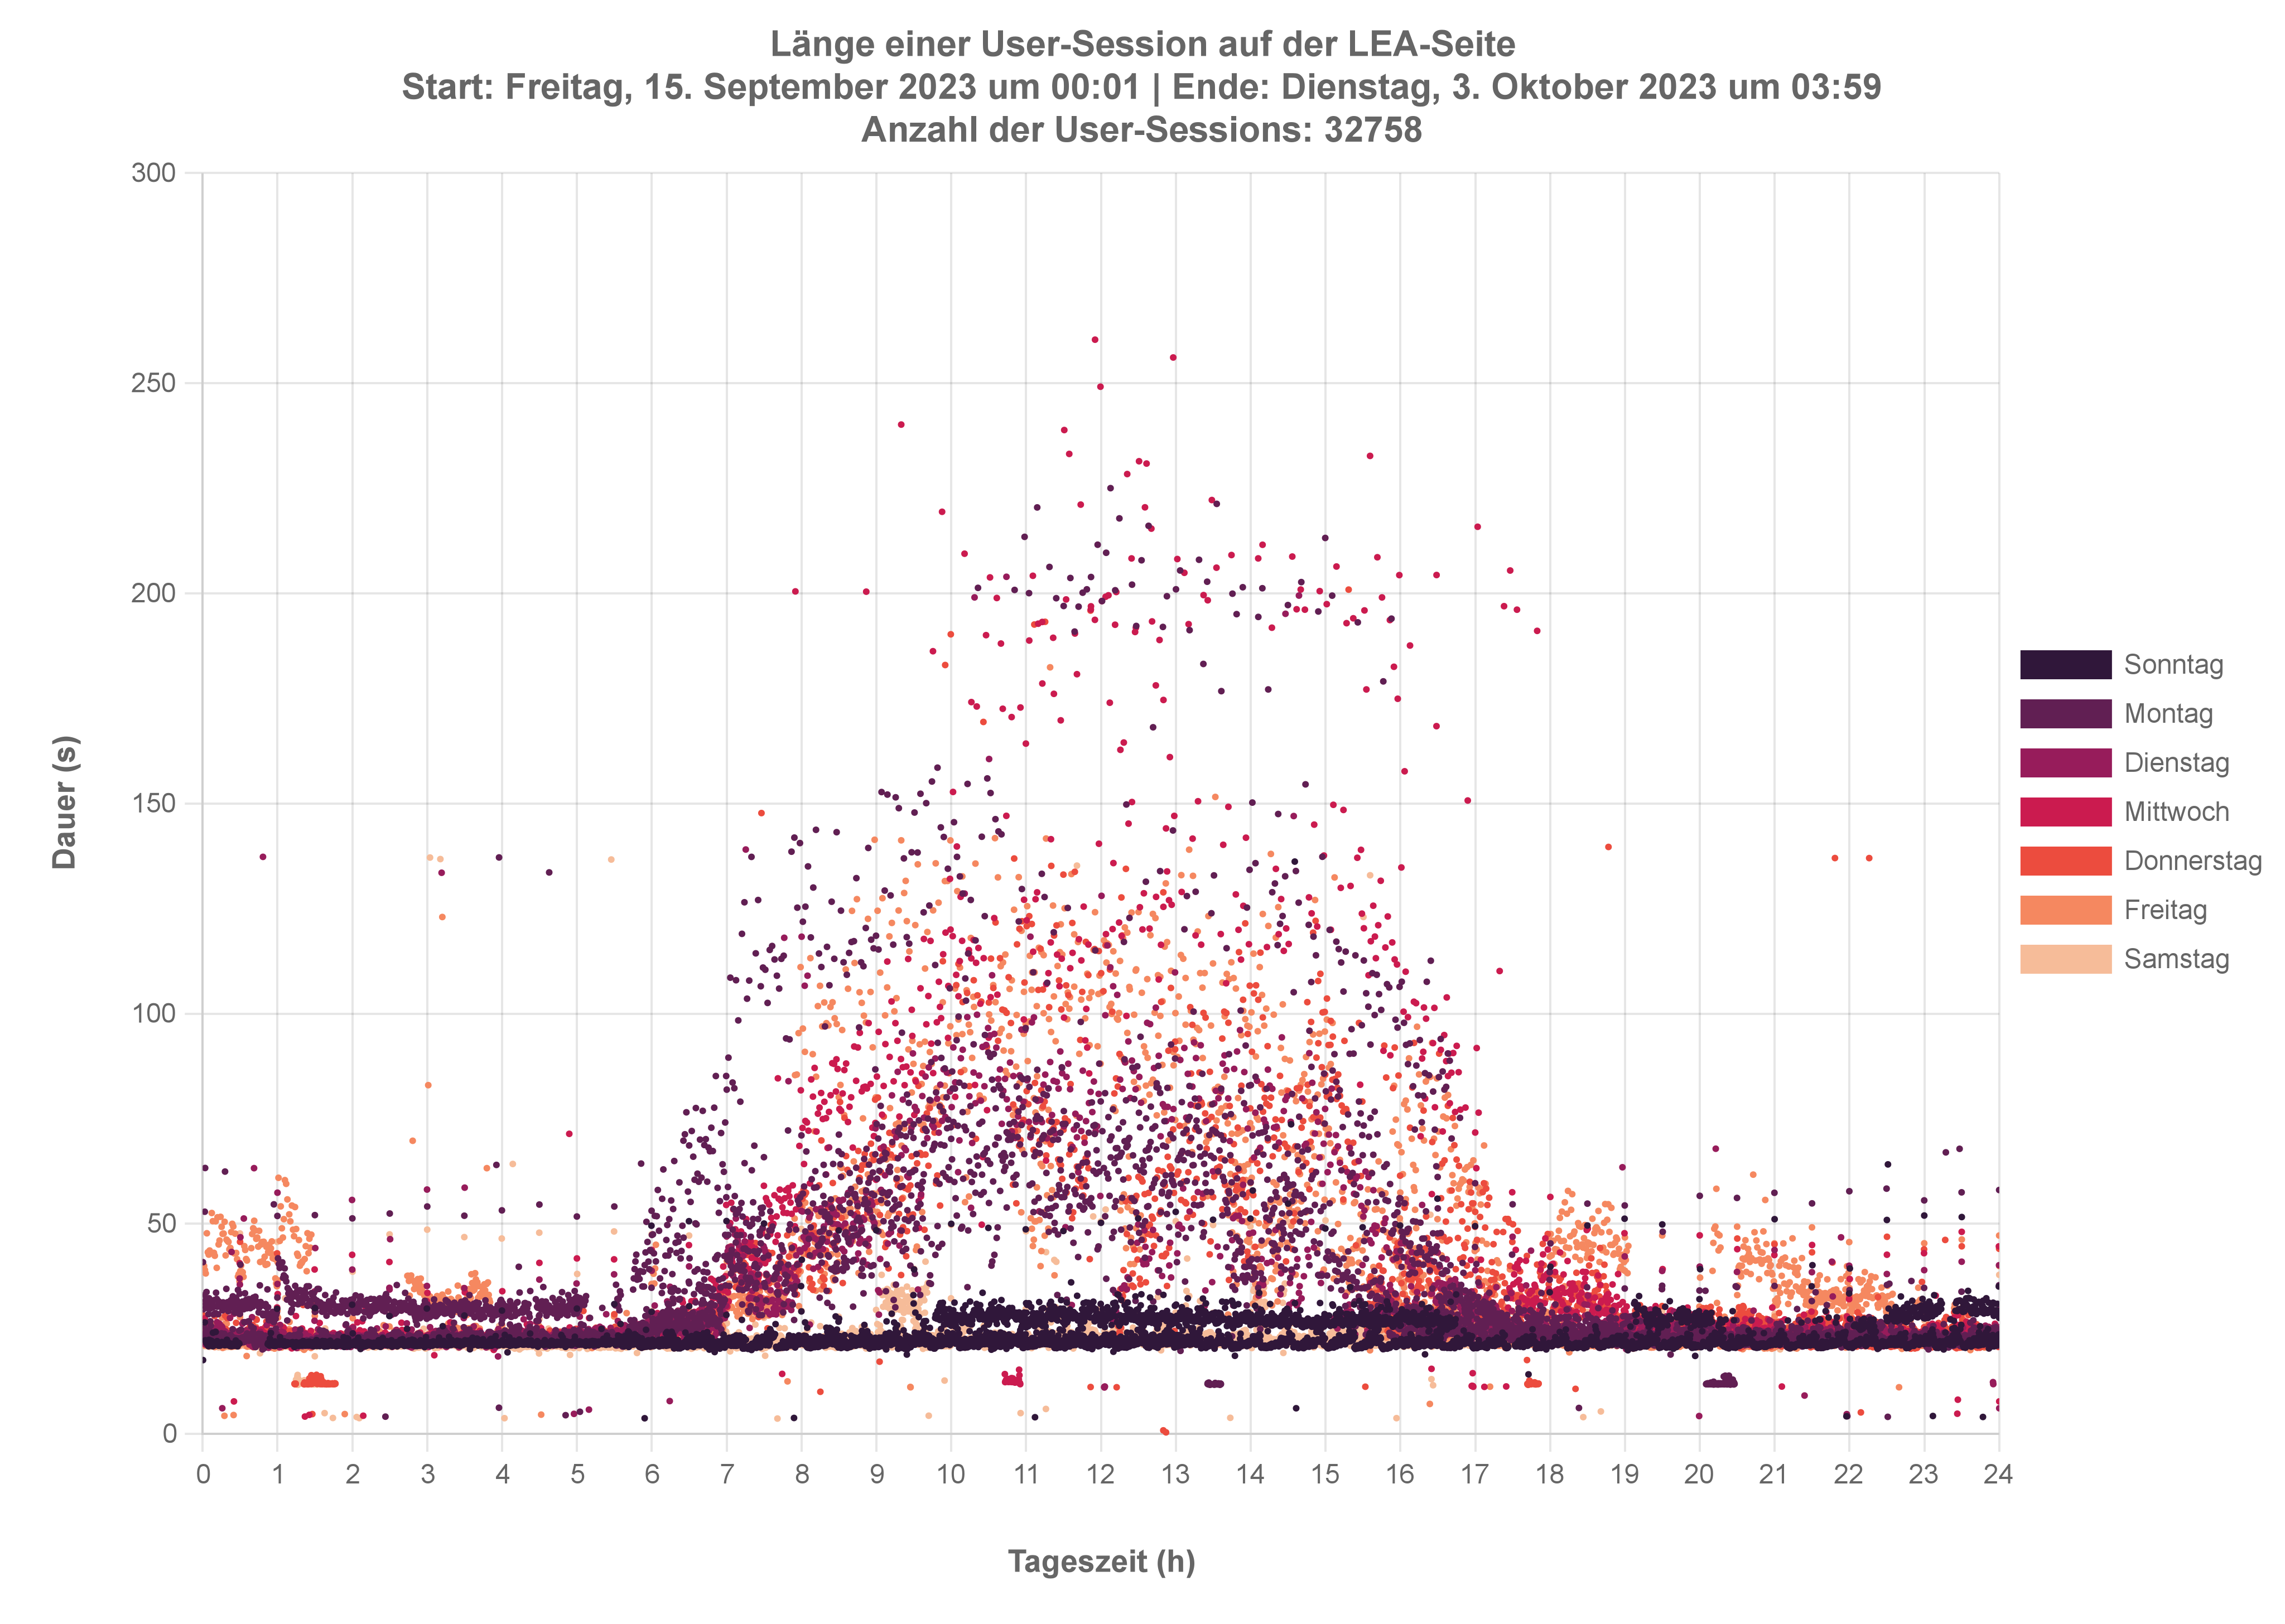 Länge einer User-Session auf der LEA-Seite
Start: Freitag, 15. September 2023 um 00:01 | Ende: Dienstag, 3. Oktober 2023 um 03:59
Anzahl der User-Sessions: 32758
300
250
200
150
100
50
0
Dauer (s)
0 1 2 3 4 5 6 7 8 9 10 11 12 13 14 15 16 17 18 19 20 21 22 23 24
Tageszeit (h)
Sonntag
Montag
Dienstag
Mittwoch
Donnerstag
Freitag
Samstag